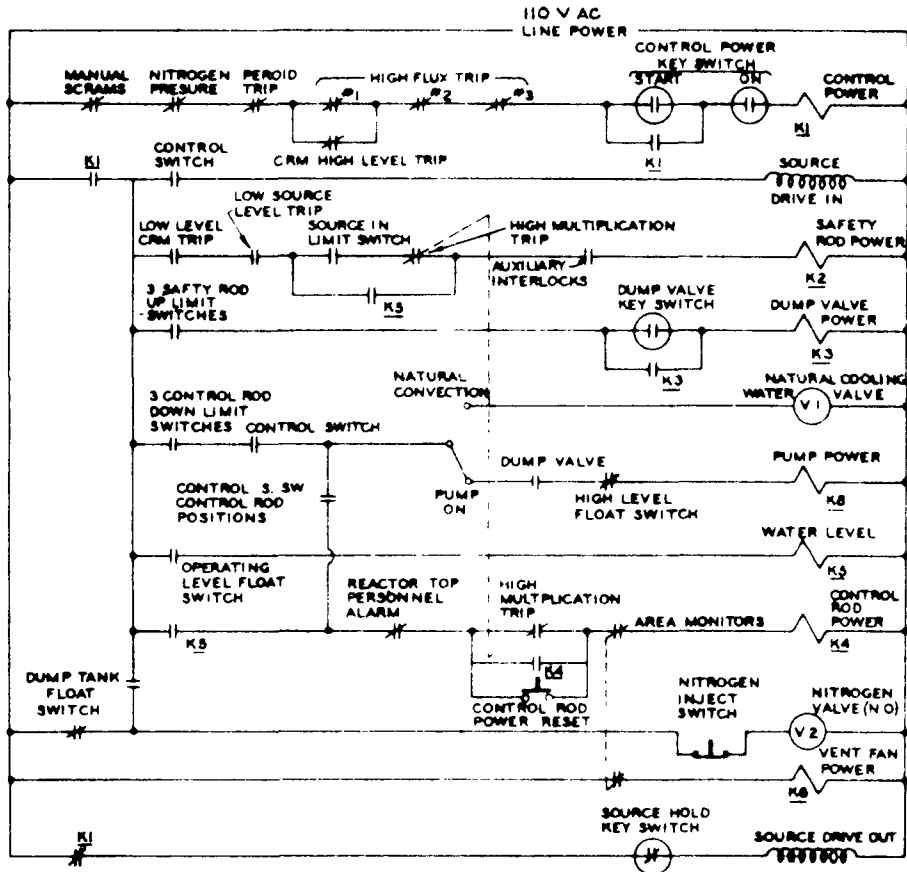 110 V AC
LINE POWER
CONTROL POWER
KEY SWITCH
START ON
MANUAL
SCRAMS
NITROGEN
PRESURE
PEROID
TRIP
HIGH FLUX TRIP
#1 #2 #3
CONTROL
POWER
K1
CRM HIGH LEVEL TRIP
K1
K1
CONTROL
SWITCH
SOURCE
DRIVE IN
LOW LEVEL
CRM TRIP
LOW SOURCE
LEVEL TRIP
SOURCE IN
LIMIT SWITCH
HIGH MULTIPLICATION
TRIP
AUXILIARY
INTERLOCKS
SAFETY
ROD POWER
K2
K5
3 SAFTY ROD
UP LIMIT
SWITCHES
DUMP VALVE
KEY SWITCH
DUMP VALVE
POWER
K3
K3
NATURAL
CONVECTION
NATURAL COOLING
WATER VALVE
V1
3 CONTROL ROD
DOWN LIMIT
SWITCHES
CONTROL SWITCH
PUMP
ON
DUMP VALVE
HIGH LEVEL
FLOAT SWITCH
PUMP POWER
K8
CONTROL S. SW
CONTROL ROD
POSITIONS
WATER LEVEL
K5
OPERATING
LEVEL FLOAT
SWITCH
REACTOR TOP
PERSONNEL
ALARM
HIGH
MULTPLICATION
TRIP
AREA MONITORS
CONTROL
ROD
POWER
K4
K5
K4
CONTROL ROD
POWER RESET
DUMP TANK
FLOAT
SWITCH
NITROGEN
INJECT
SWITCH
NITROGEN
VALVE (N O)
V2
VENT FAN
POWER
K6
K1
SOURCE HOLD
KEY SWITCH
SOURCE DRIVE OUT